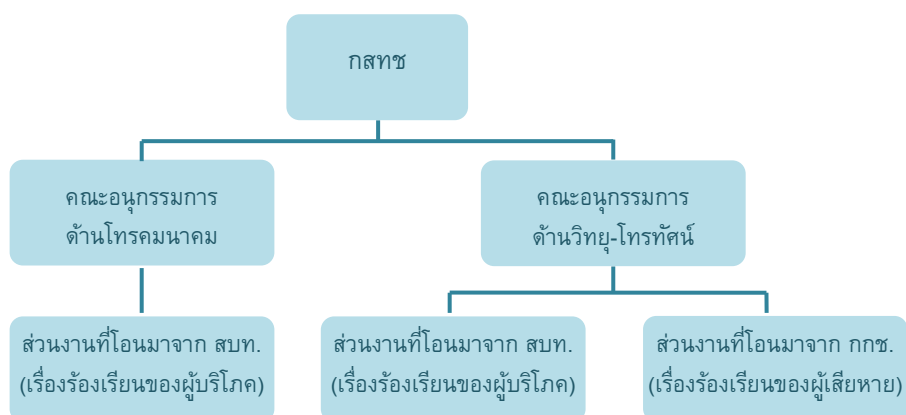 กสทช
คณะอนุกรรมการ
ด้านโทรคมนาคม
คณะอนุกรรมการ
ด้านวิทยุ-โทรทัศน์
ส่วนงานที่โอนมาจาก สบท.
(เรื่องร้องเรียนของผู้บริโภค)
ส่วนงานที่โอนมาจาก สบท.
(เรื่องร้องเรียนของผู้บริโภค)
ส่วนงานที่โอนมาจาก กกช.
(เรื่องร้องเรียนของผู้เสียหาย)